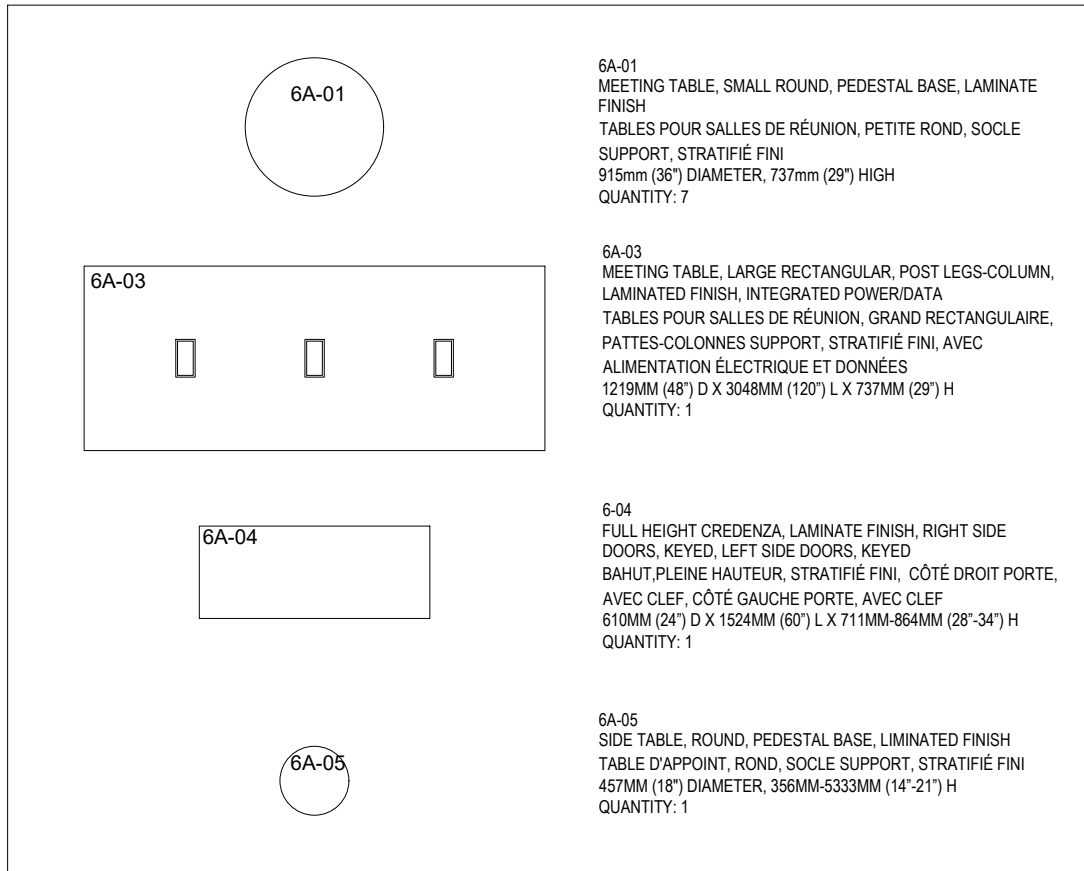 6A-01
6A-01
MEETING TABLE, SMALL ROUND, PEDESTAL BASE, LAMINATE
FINISH
TABLES POUR SALLES DE RÉUNION, PETITE ROND, SOCLE
SUPPORT, STRATIFIÉ FINI
915mm (36") DIAMETER, 737mm (29") HIGH
QUANTITY: 7
6A-03
6A-03
MEETING TABLE, LARGE RECTANGULAR, POST LEGS-COLUMN,
LAMINATED FINISH, INTEGRATED POWER/DATA
TABLES POUR SALLES DE RÉUNION, GRAND RECTANGULAIRE,
PATTES-COLONNES SUPPORT, STRATIFIÉ FINI, AVEC
ALIMENTATION ÉLECTRIQUE ET DONNÉES
1219MM (48”) D X 3048MM (120”) L X 737MM (29”) H
QUANTITY: 1
6A-04
6-04
FULL HEIGHT CREDENZA, LAMINATE FINISH, RIGHT SIDE
DOORS, KEYED, LEFT SIDE DOORS, KEYED
BAHUT,PLEINE HAUTEUR, STRATIFIÉ FINI, CÔTÉ DROIT PORTE,
AVEC CLEF, CÔTÉ GAUCHE PORTE, AVEC CLEF
610MM (24”) D X 1524MM (60”) L X 711MM-864MM (28”-34”) H
QUANTITY: 1
6A-05
6A-05
SIDE TABLE, ROUND, PEDESTAL BASE, LIMINATED FINISH
TABLE D'APPOINT, ROND, SOCLE SUPPORT, STRATIFIÉ FINI
457MM (18") DIAMETER, 356MM-5333MM (14”-21”) H
QUANTITY: 1